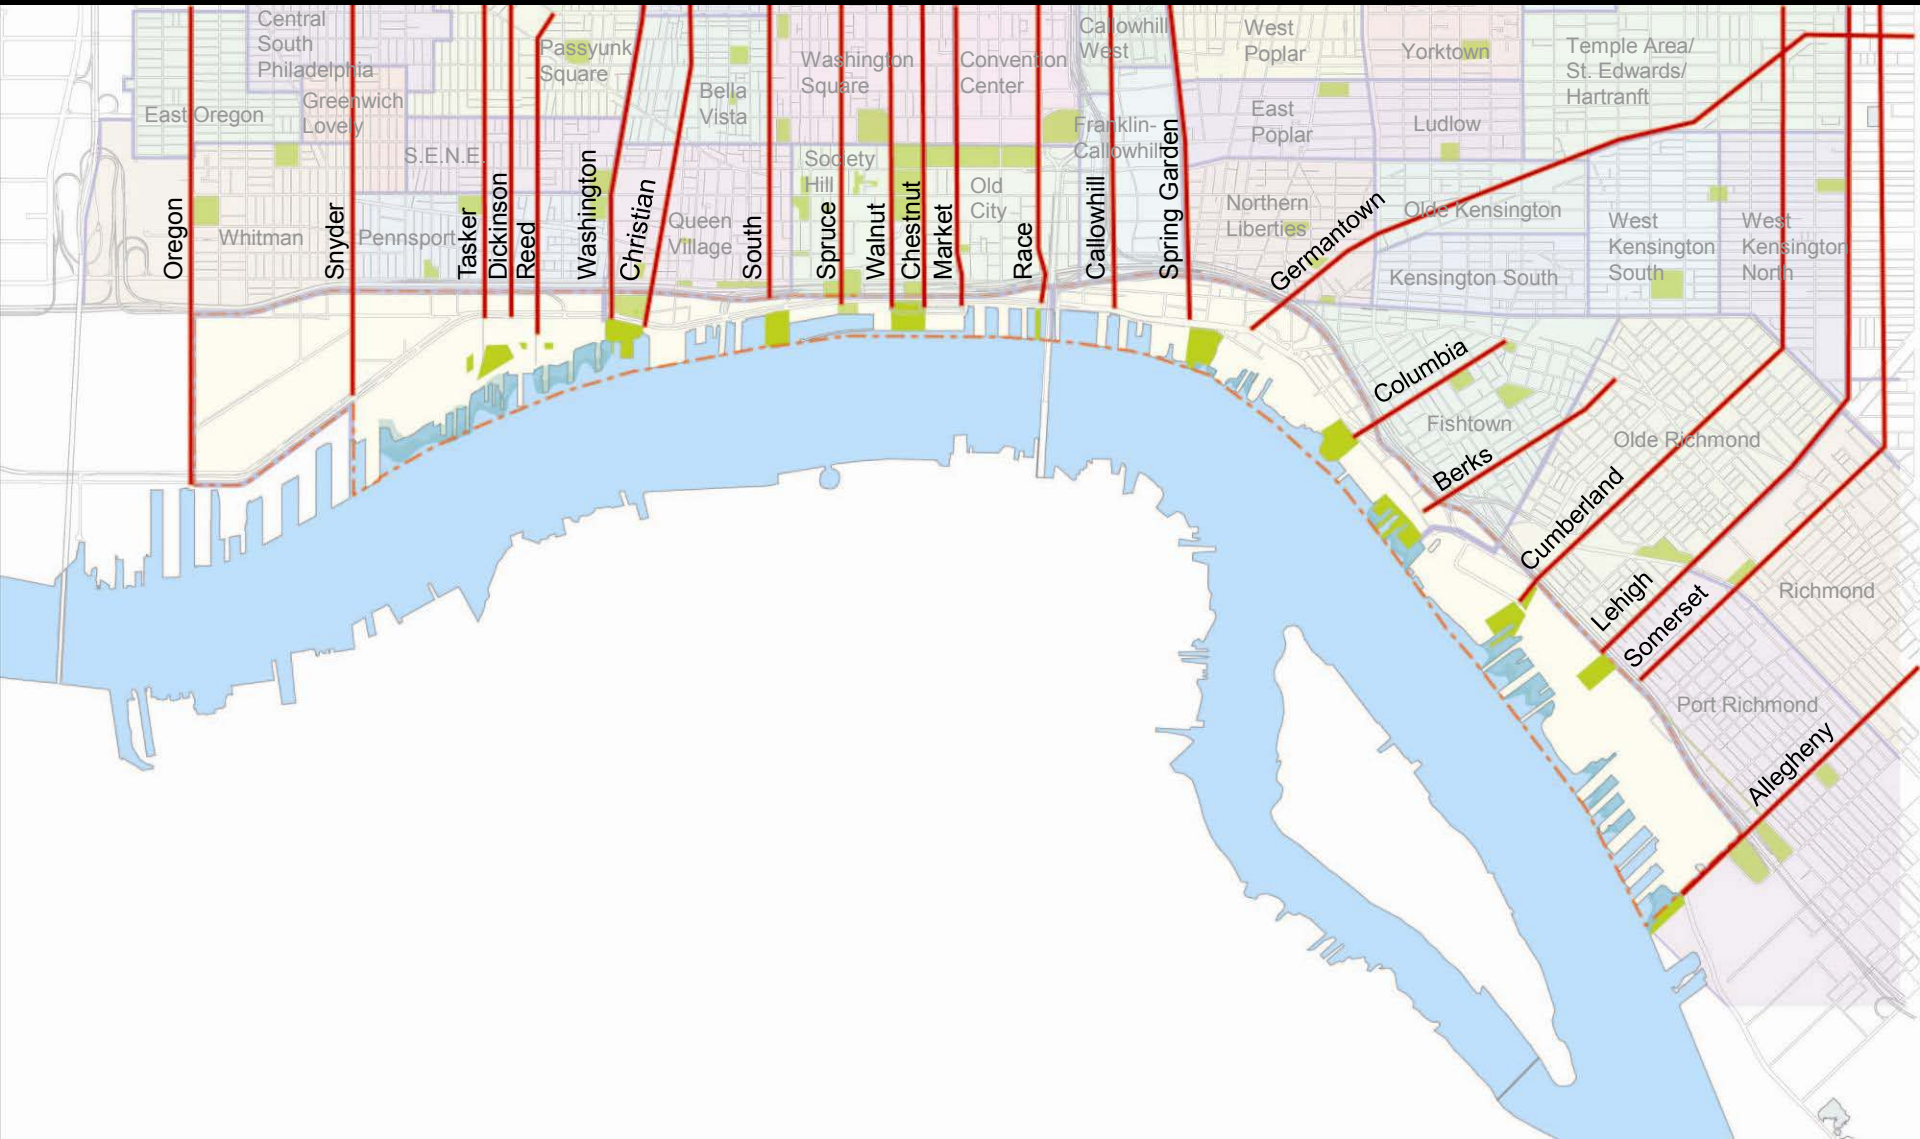 Central
South
Philadelphia
East Oregon
Greenwich
Lovely
S.E.N.E.
Passyunk
Square
Bella
Vista
Washington
Square
Convention
Center
Callowhill
West
West
Poplar
Yorktown
Temple Area/
St. Edwards/
Hartranft
East
Poplar
Ludlow
Franklin-
Callowhill
Whitman
Pennsport
Queen
Village
Society
Hill
Old
City
Northern
Liberties
Olde Kensington
Kensington South
West
Kensington
South
West
Kensington
North
Fishtown
Olde Richmond
Richmond
Port Richmond
Oregon
Snyder
Tasker
Dickinson
Reed
Washington
Christian
South
Spruce
Walnut
Chestnut
Market
Race
Callowhill
Spring Garden
Germantown
Columbia
Berks
Cumberland
Lehigh
Somerset
Allegheny